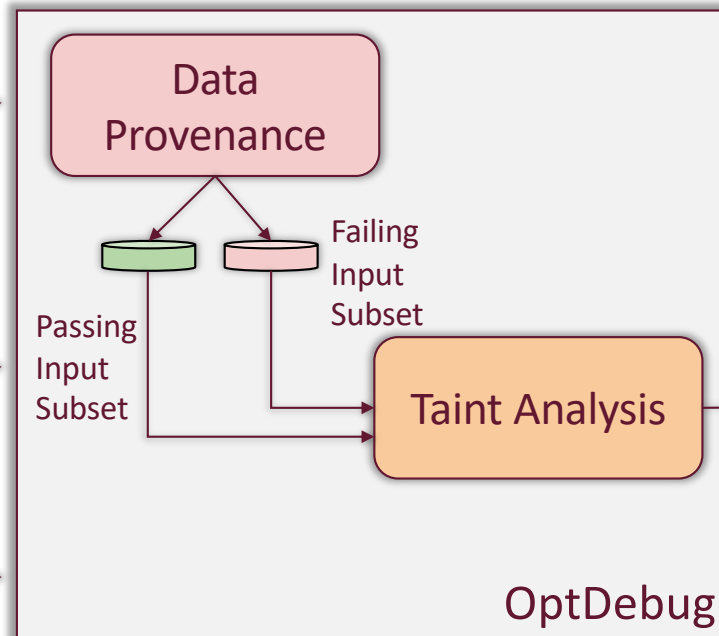 Data
Provenance
Failing
Input
Subset
Passing
Input
Subset
Taint Analysis
OptDebug